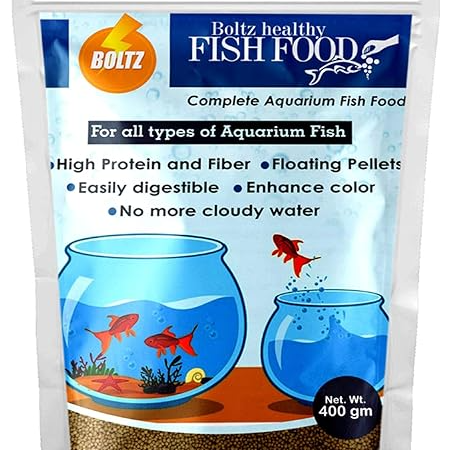 BOLTZ
Boltz healthy
FISH FOOD
Complete Aquarium Fish Food
For all types of Aquarium Fish
•High Protein and Fiber •Floating Pellets
•Easily digestible •Enhance color
•No more cloudy water
Net. Wt.
400 gm